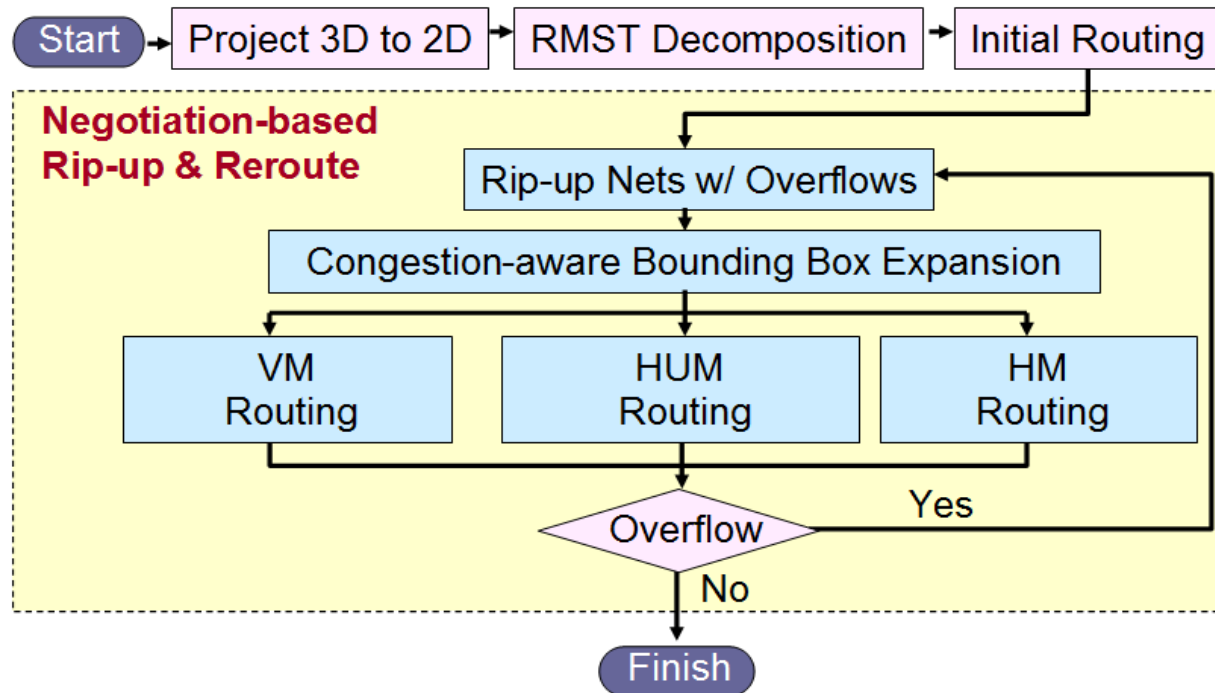 Start
Project 3D to 2D
RMST Decomposition
Initial Routing
Negotiation-based
Rip-up & Reroute
Rip-up Nets w/ Overflows
Congestion-aware Bounding Box Expansion
VM
Routing
HUM
Routing
HM
Routing
Overflow
Yes
No
Finish